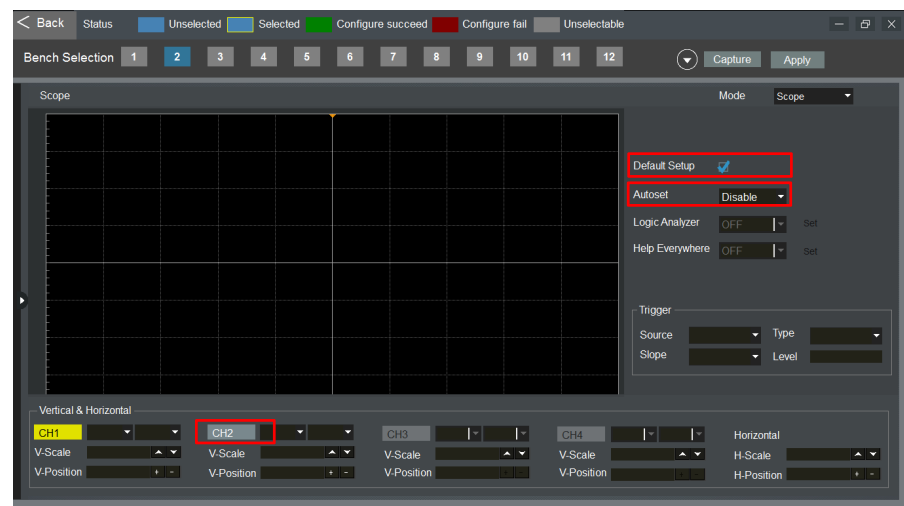 < Back Status Unselected Selected Configure succeed Configure fail Unselectable
Bench Selection 1 2 3 4 5 6 7 8 9 10 11 12 Capture Apply
Scope Mode Scope
Default Setup
Autoset Disable
Logic Analyzer OFF Set
Help Everywhere OFF Set
Trigger
Source Type
Slope Level
Vertical & Horizontal
CH1 CH2 CH3 CH4 Horizontal
V-Scale V-Scale V-Scale V-Scale H-Scale
V-Position + - V-Position + - V-Position + - V-Position + - H-Position + -